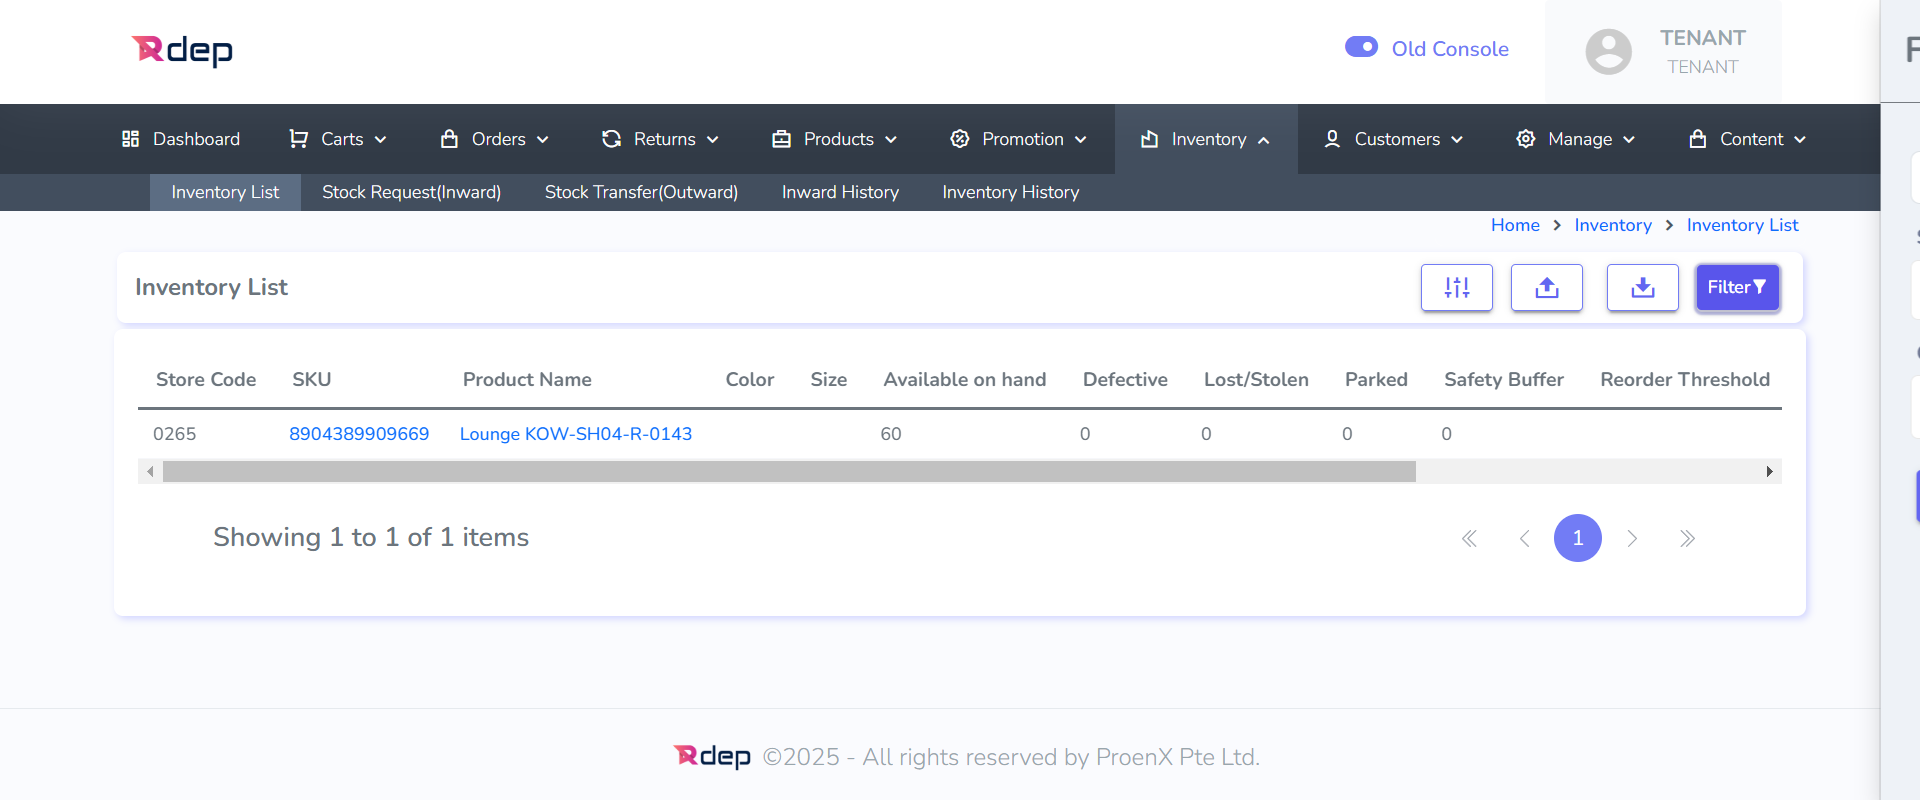 Rdep
Old Console
TENANT
TENANT
Dashboard Carts Orders Returns Products Promotion Inventory Customers Manage Content
Inventory List Stock Request(Inward) Stock Transfer(Outward) Inward History Inventory History
Home > Inventory > Inventory List
Inventory List
Filter
Store Code SKU Product Name Color Size Available on hand Defective Lost/Stolen Parked Safety Buffer Reorder Threshold
0265 8904389909669 Lounge KOW-SH04-R-0143 60 0 0 0 0
Showing 1 to 1 of 1 items
1
Rdep ©2025 - All rights reserved by ProenX Pte Ltd.